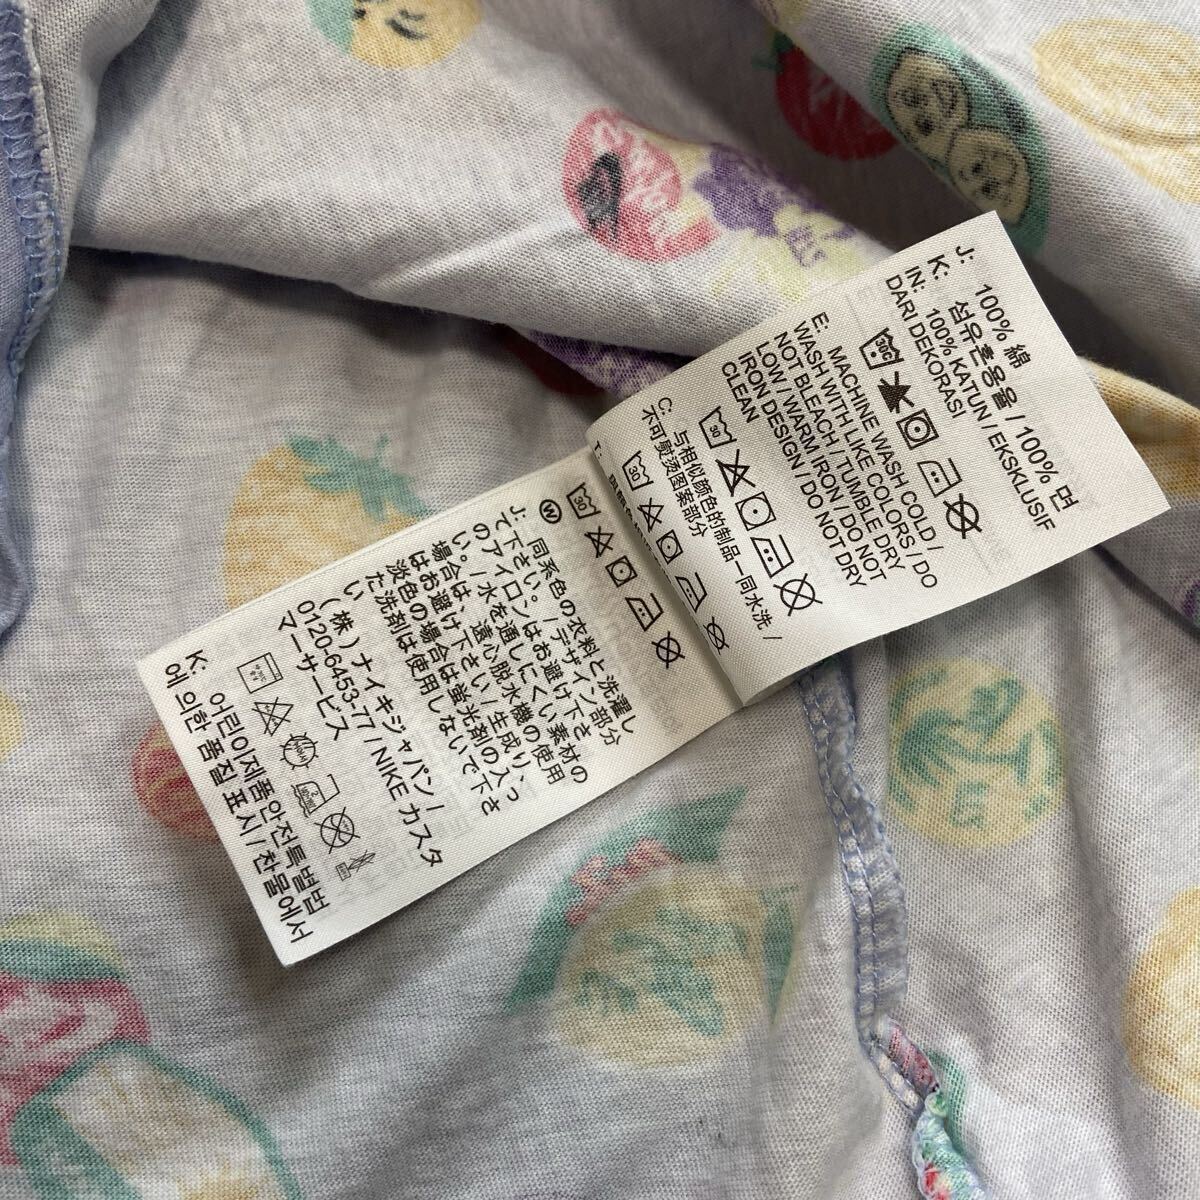 J: 100% 綿
K: 섬유혼용율 / 100% 면
IN: 100% KATUN / EKSKLUSIF
DARI DEKORASI
30
E: MACHINE WASH COLD /
WASH WITH LIKE COLORS / DO
NOT BLEACH / TUMBLE DRY
LOW / WARM IRON / DO NOT
IRON DESIGN / DO NOT DRY
CLEAN
30
C: 与相似颜色的制品一同水洗 /
不可熨烫图案部分
30
T:
30
W
J: 同系色の衣料と洗濯し
て下さい。/ デザイン部分
のアイロンはお避け下さ
い。/ 水を通しにくい素材の
場合は、遠心脱水機の使用
はお避け下さい / 生成り、
淡色の場合は蛍光剤の入っ
た洗剤は使用しないで下さ
い
(株) ナイキジャパン /
0120-6453-77 / NIKE カスタ
マーサービス
K: 어린이제품안전특별법
에 의한 품질 표시 / 찬물에서